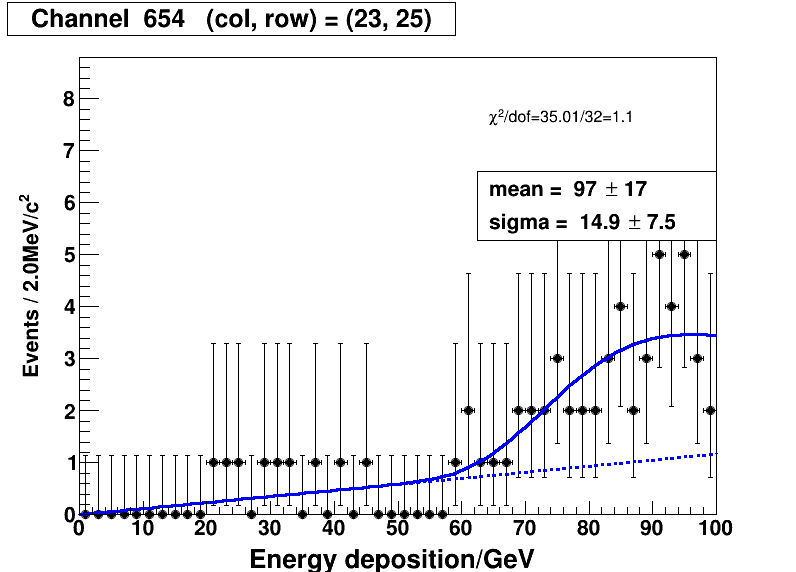 Channel 654 (col, row) = (23, 25)
χ²/dof=35.01/32=1.1
mean = 97 ± 17
sigma = 14.9 ± 7.5
Events / 2.0MeV/c²
8
7
6
5
4
3
2
1
0
0 10 20 30 40 50 60 70 80 90 100
Energy deposition/GeV